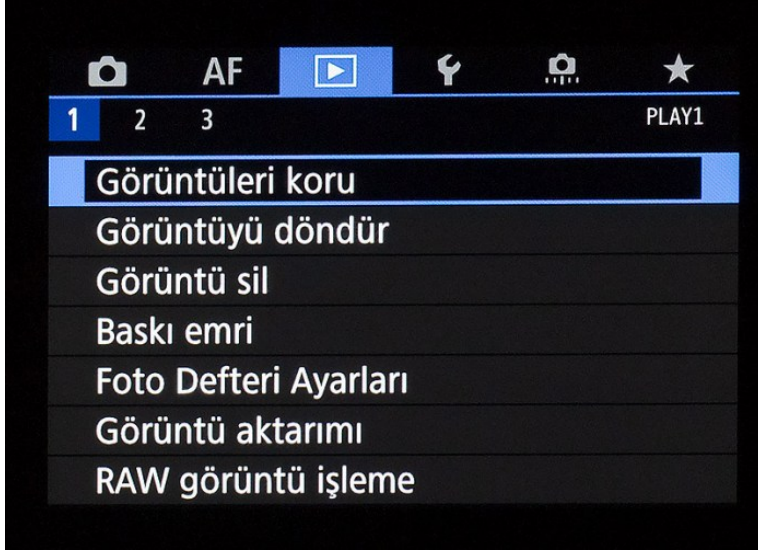 AF
1 2 3 PLAY1
Görüntüleri koru
Görüntüyü döndür
Görüntü sil
Baskı emri
Foto Defteri Ayarları
Görüntü aktarımı
RAW görüntü işleme